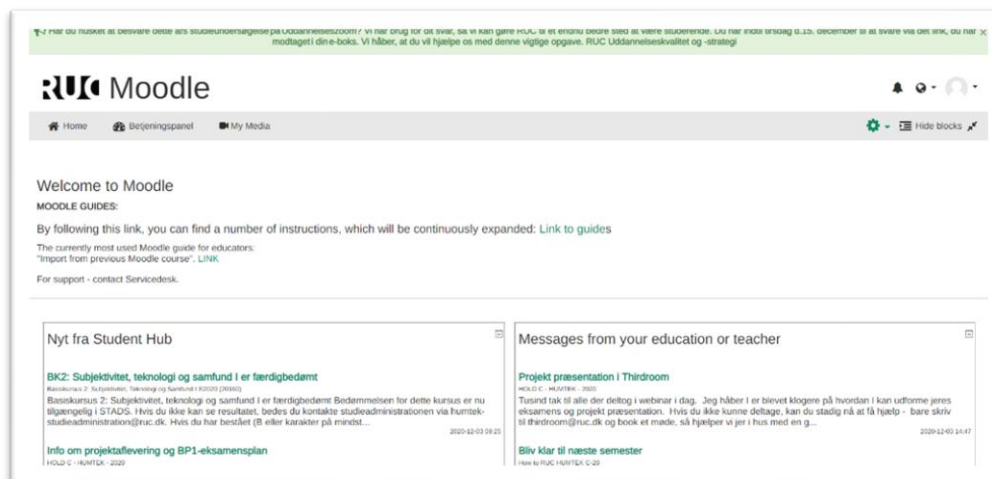 Har du husket at besvare dette års studieundersøgelse på Uddannelseszoom? Vi har brug for dit svar, så vi kan gøre RUC til et endnu bedre sted at være studerende. Du har indtil tirsdag d.15. december til at svare via det link, du har
modtaget i din e-boks. Vi håber, at du vil hjælpe os med denne vigtige opgave. RUC Uddannelseskvalitet og -strategi
RUC Moodle
Home Betjeningspanel My Media Hide blocks
Welcome to Moodle
MOODLE GUIDES:
By following this link, you can find a number of instructions, which will be continuously expanded: Link to guides
The currently most used Moodle guide for educators:
"Import from previous Moodle course". LINK
For support - contact Servicedesk.
Nyt fra Student Hub
BK2: Subjektivitet, teknologi og samfund I er færdigbedømt
Basiskursus 2: Subjektivitet, Teknologi og Samfund I E2020
Basiskursus 2: Subjektivitet, teknologi og samfund I er færdigbedømt Bedømmelsen for dette kursus er nu
tilgængelig i STADS. Hvis du ikke kan se resultatet, bedes du kontakte studieadministrationen via humtek-
studieadministration@ruc.dk. Hvis du har bestået (B eller karakter på mindst...
2020-12-03 09:25
Info om projektaflevering og BP1-eksamensplan
HOLD C - HUMTEK - 2020
Messages from your education or teacher
Projekt præsentation i Thirdroom
HOLD C - HUMTEK - 2020
Tusind tak til alle der deltog i webinar i dag. Jeg håber I er blevet klogere på hvordan I kan udforme jeres
eksamens og projekt præsentation. Hvis du ikke kunne deltage, kan du stadig nå at få hjælp - bare skriv
til thirdroom@ruc.dk og book et møde, så hjælper vi jer i hus med en g...
2020-12-03 14:47
Bliv klar til næste semester
How to RUC HUMTEK C-20